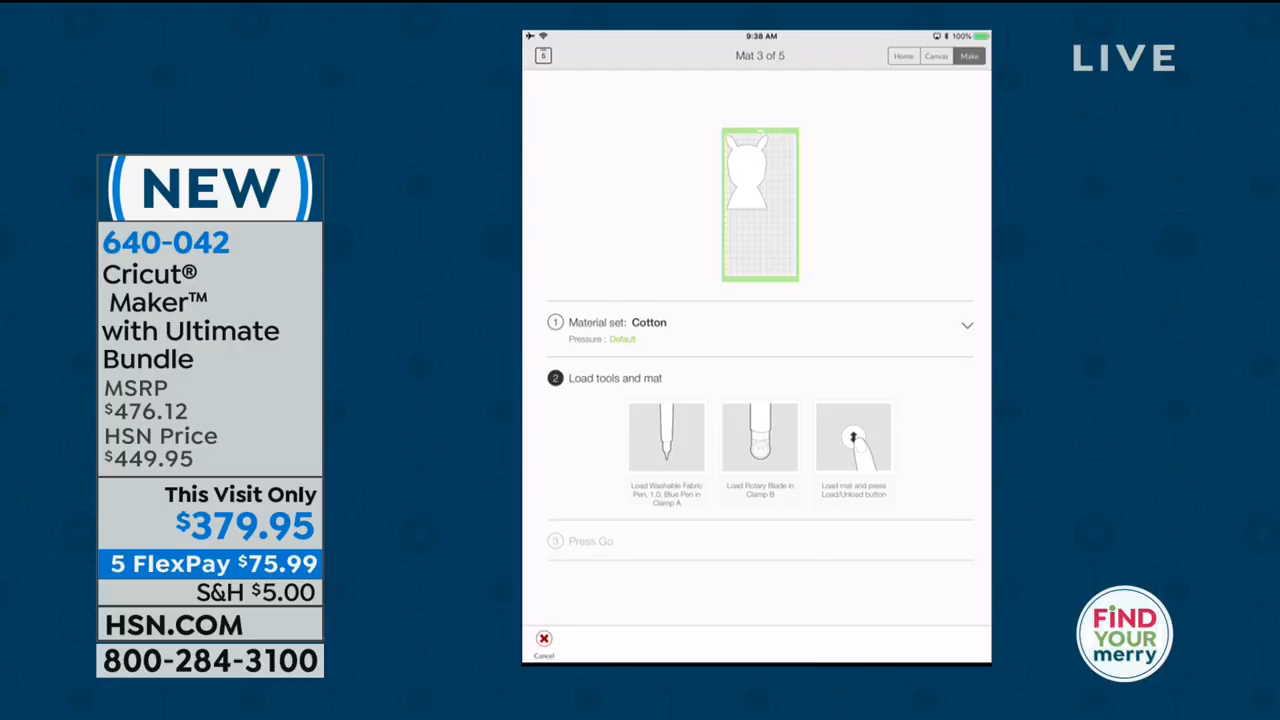 NEW
640-042
Cricut®
Maker™
with Ultimate
Bundle
MSRP
$476.12
HSN Price
$449.95
This Visit Only
$379.95
5 FlexPay $75.99
S&H $5.00
HSN.COM
800-284-3100
9:38 AM
100%
5
Mat 3 of 5
Home
Canvas
Make
1 Material set: Cotton
Pressure : Default
2 Load tools and mat
Load Washable Fabric
Pen, 1.0, Blue Pen in
Clamp A
Load Rotary Blade in
Clamp B
Load mat and press
Load/Unload button
3 Press Go
Cancel
LIVE
FiND
YOUR
merry